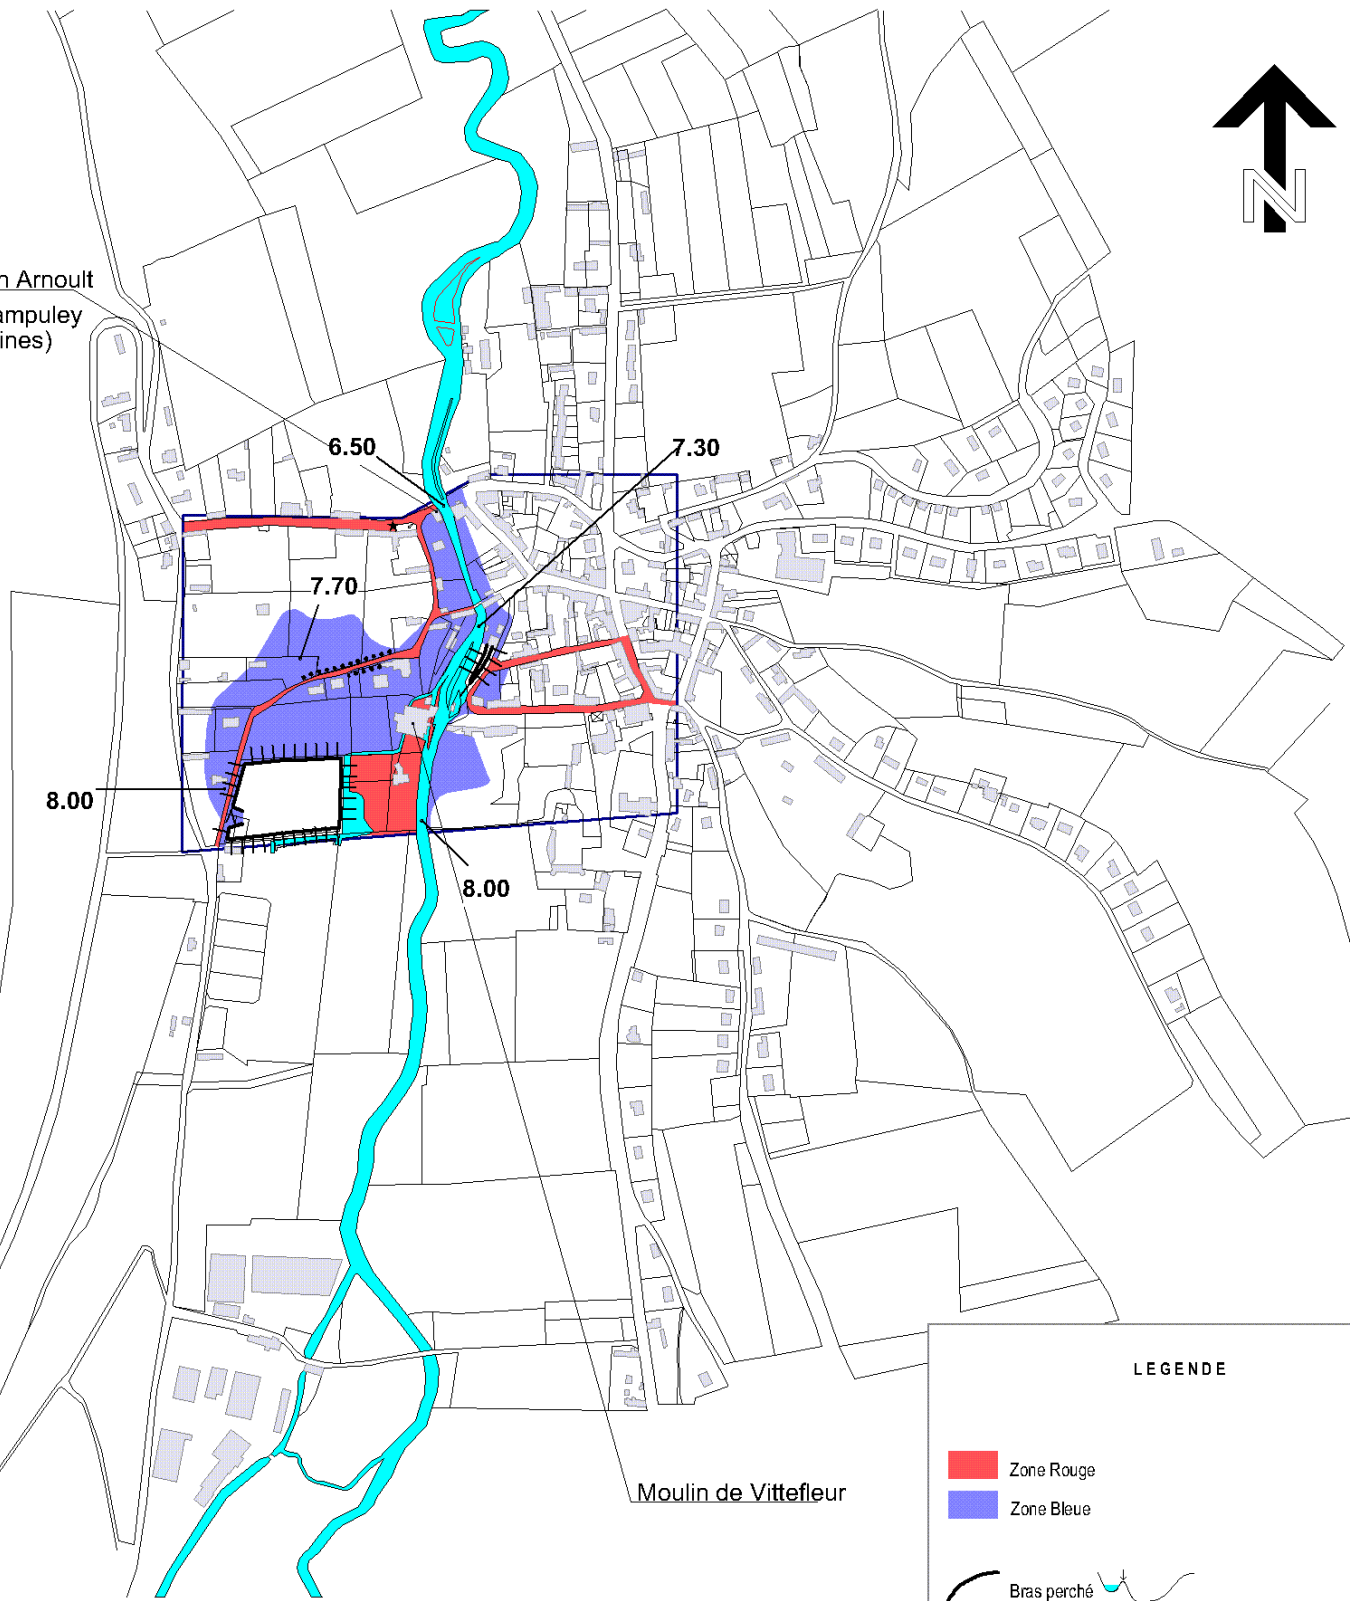 N
n Arnoult
ampuley
ines)
6.50
7.30
7.70
8.00
8.00
Moulin de Vittefleur
LEGENDE
Zone Rouge
Zone Bleue
Bras perché